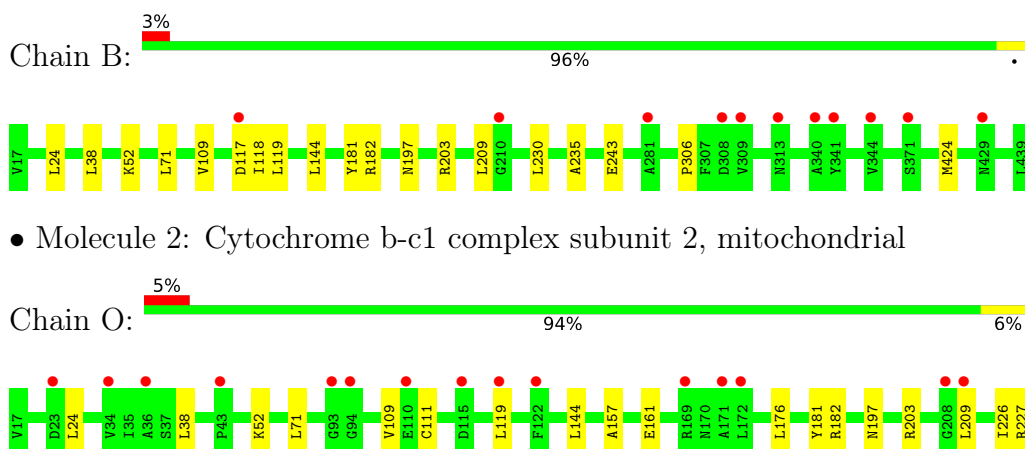 3%
Chain B:
96%
.
V17 L24 L38 K52 L71 V109 D117 I118 L119 L144 Y181 R182 N197 R203 L209 G210 L230 A235 E243 A281 P306 F307 D308 V309 N313 A340 Y341 V344 S371 M424 N429 L439
• Molecule 2: Cytochrome b-c1 complex subunit 2, mitochondrial
5%
Chain O:
94% 6%
V17 D23 L24 V34 I35 A36 S37 L38 P43 K52 L71 G93 G94 V109 E110 C111 D115 L119 F122 L144 A157 E161 R169 N170 A171 L172 L176 Y181 R182 N197 R203 G208 L209 I226 R227